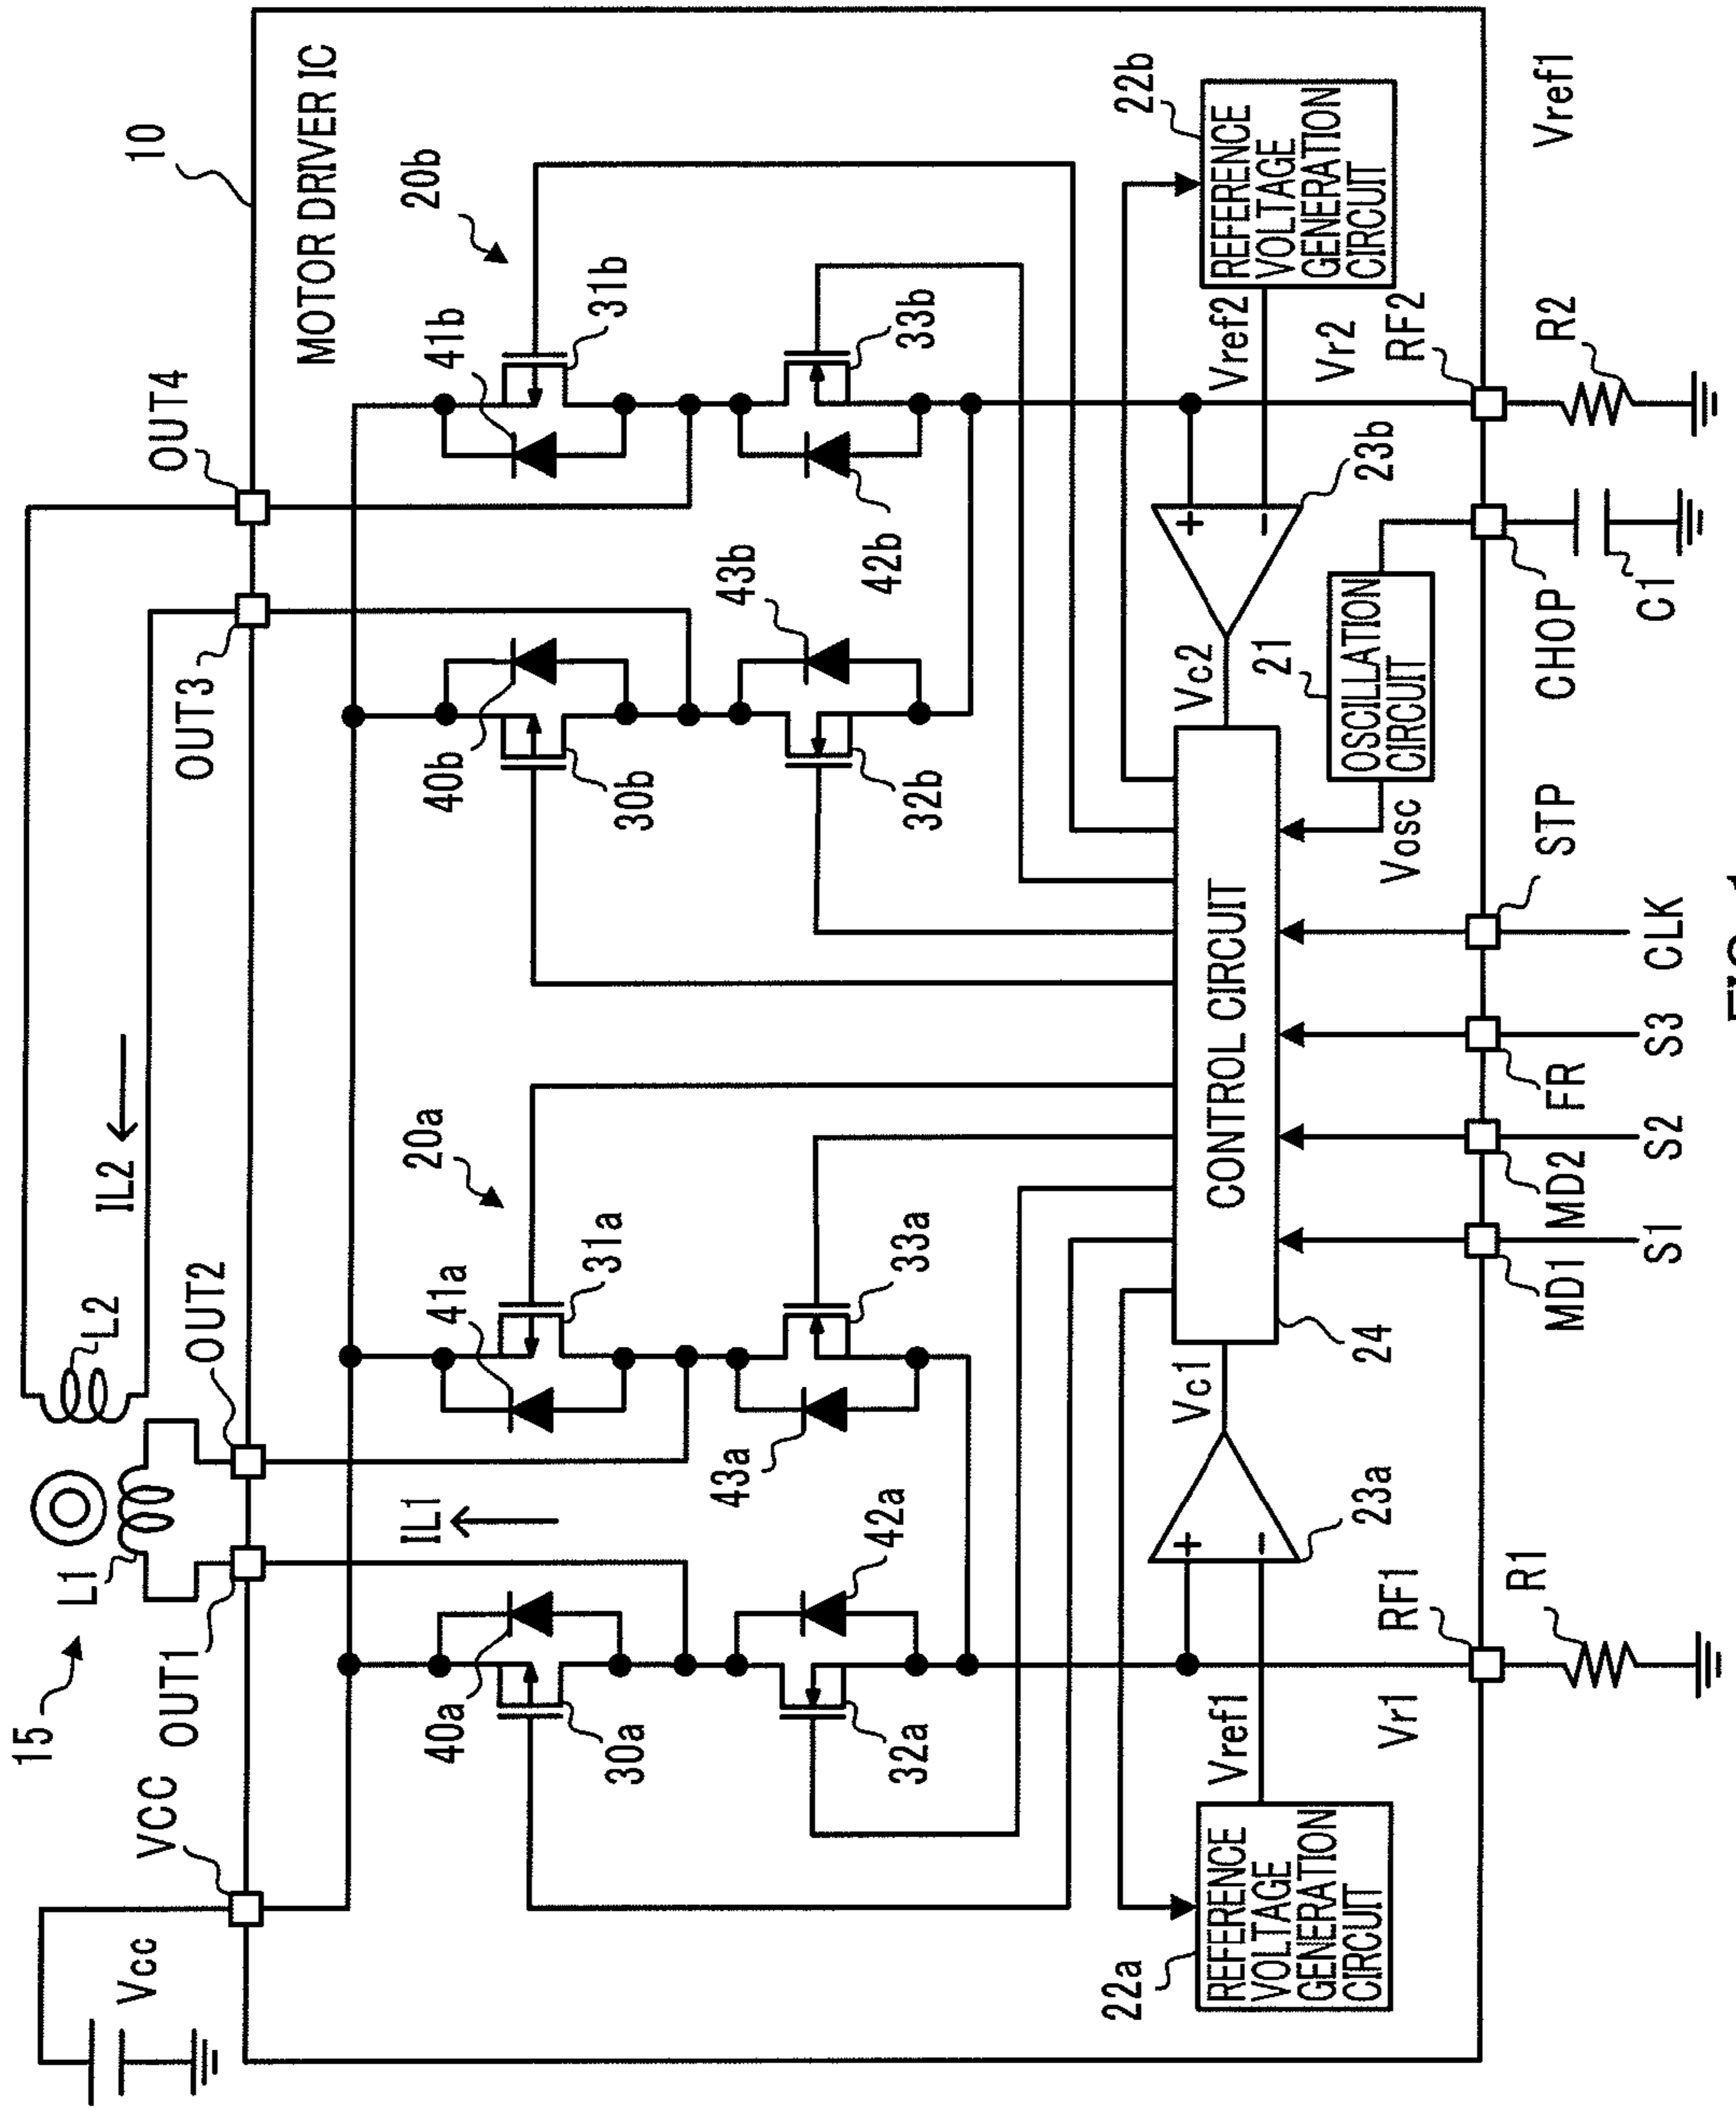 15
L1
L2
IL2
10
Vcc
VCC
OUT1
OUT2
OUT3
OUT4
MOTOR DRIVER IC
IL1
20a
20b
40a
30a
41a
31a
40b
30b
41b
31b
32a
42a
43a
33a
32b
43b
42b
33b
22a
REFERENCE
VOLTAGE
GENERATION
CIRCUIT
Vref1
Vr1
23a
Vc1
24
CONTROL CIRCUIT
Vc2
23b
Vref2
Vr2
22b
REFERENCE
VOLTAGE
GENERATION
CIRCUIT
21
OSCILLATION
CIRCUIT
Vosc
RF1
R1
MD1
MD2
FR
STP
CHOP
RF2
R2
C1
S1
S2
S3
CLK
Vref1